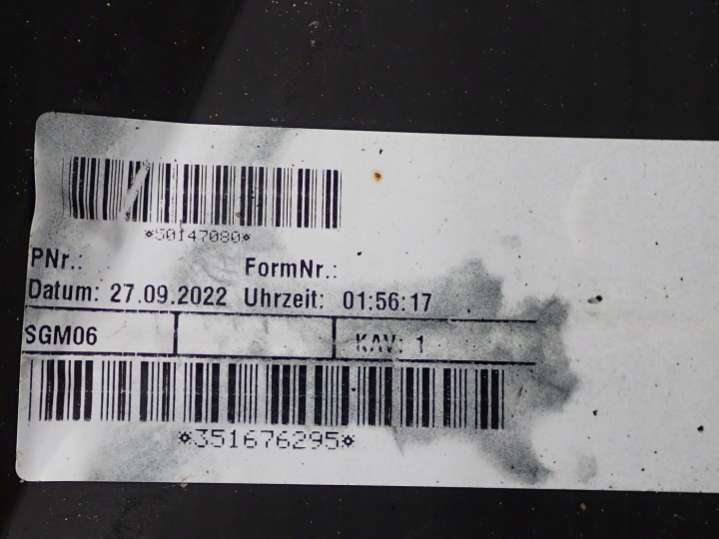 *50147080*
PNr.: FormNr.:
Datum: 27.09.2022 Uhrzeit: 01:56:17
SGM06 KAV: 1
*351676295*